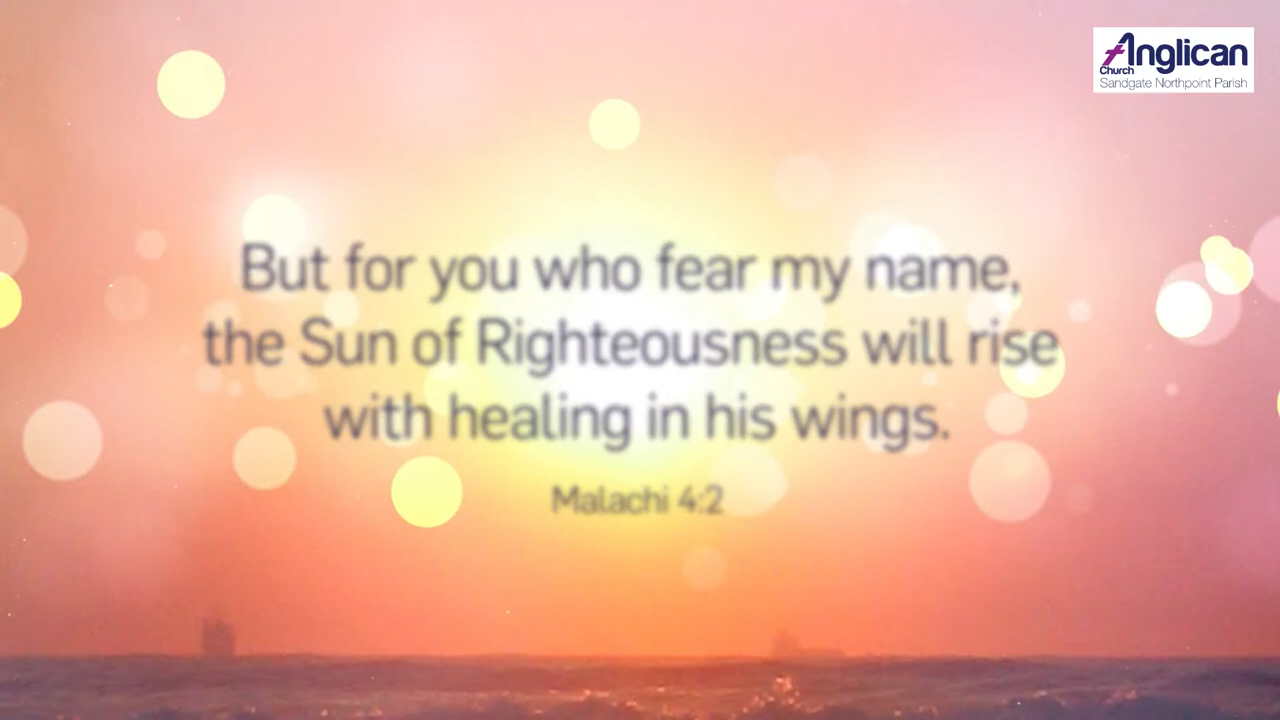 Anglican
Church
Sandgate Northpoint Parish
But for you who fear my name,
the Sun of Righteousness will rise
with healing in his wings.
Malachi 4:2